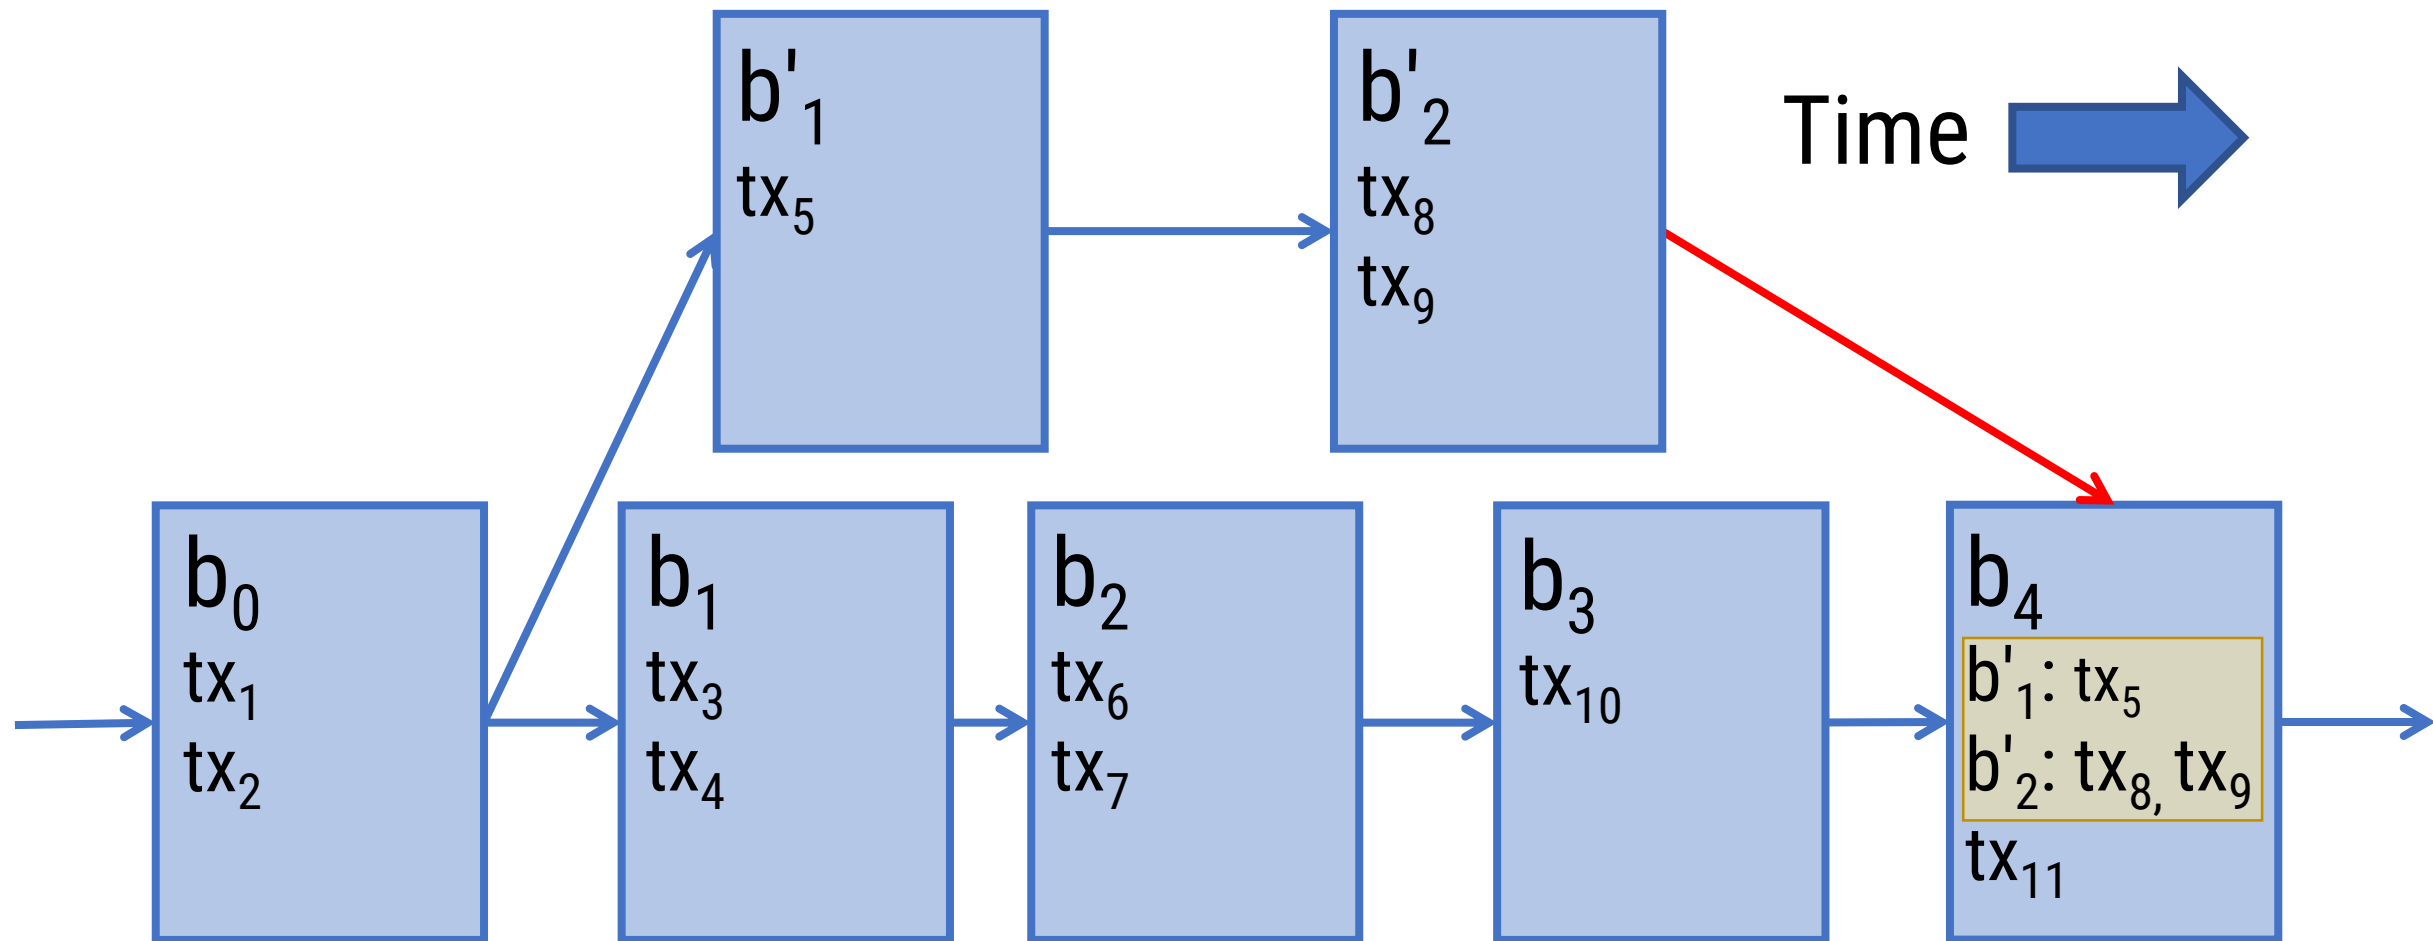 b'1
tx5
b'2
tx8
tx9
Time
b0
tx1
tx2
b1
tx3
tx4
b2
tx6
tx7
b3
tx10
b4
b'1: tx5
b'2: tx8, tx9
tx11